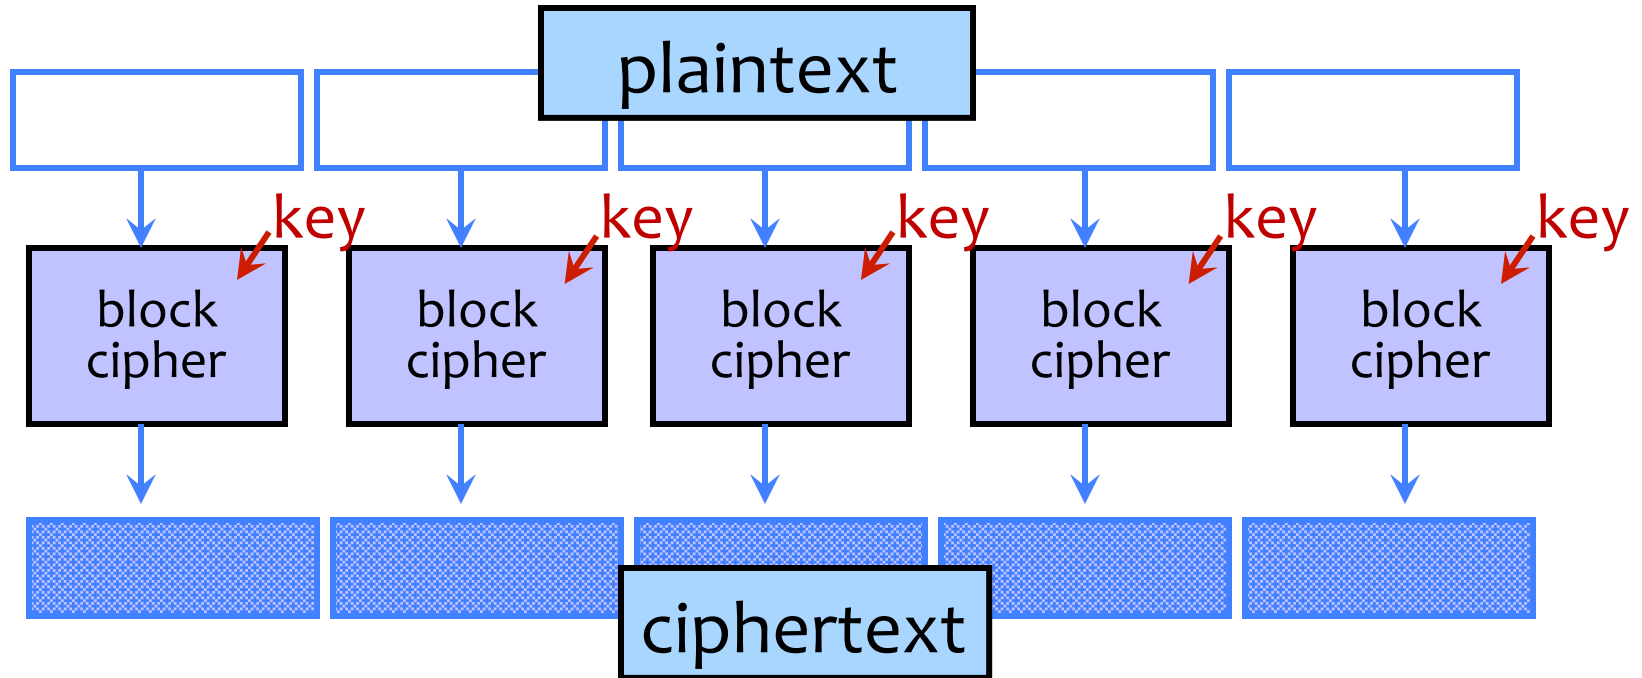 plaintext
key
key
key
key
key
block
cipher
block
cipher
block
cipher
block
cipher
block
cipher
ciphertext